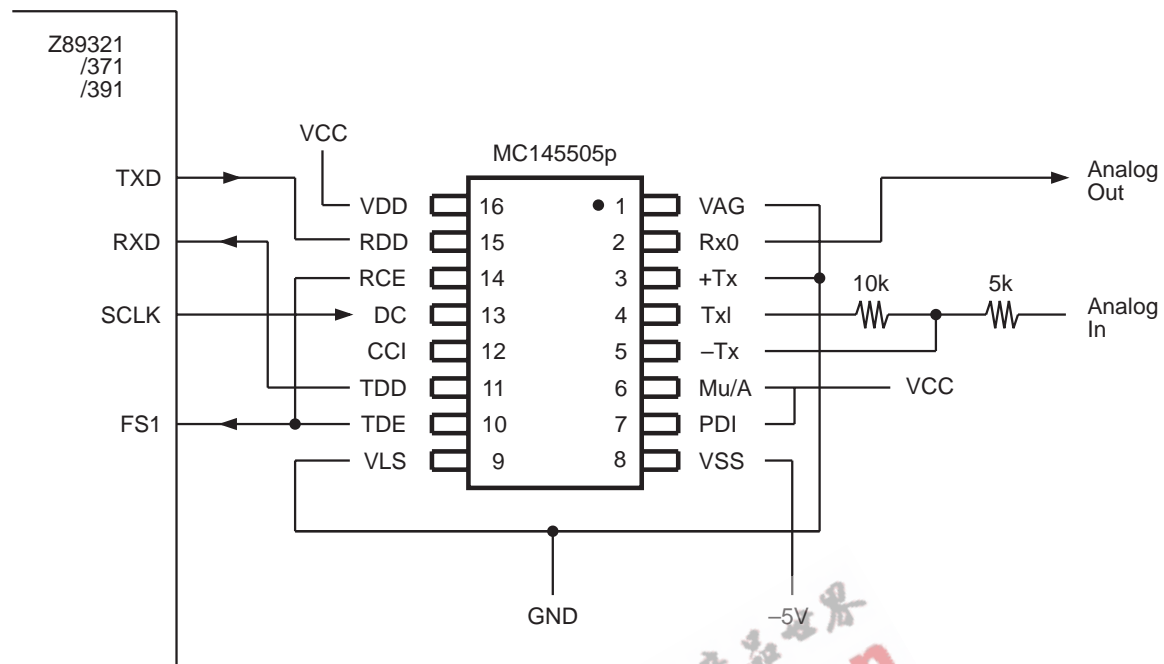 Z89321
/371
/391
VCC
MC145505p
TXD
RXD
SCLK
FS1
VDD
RDD
RCE
DC
CCI
TDD
TDE
VLS
16
15
14
13
12
11
10
9
1
2
3
4
5
6
7
8
VAG
Rx0
+Tx
TxI
–Tx
Mu/A
PDI
VSS
10k
5k
Analog
Out
Analog
In
VCC
GND
–5V